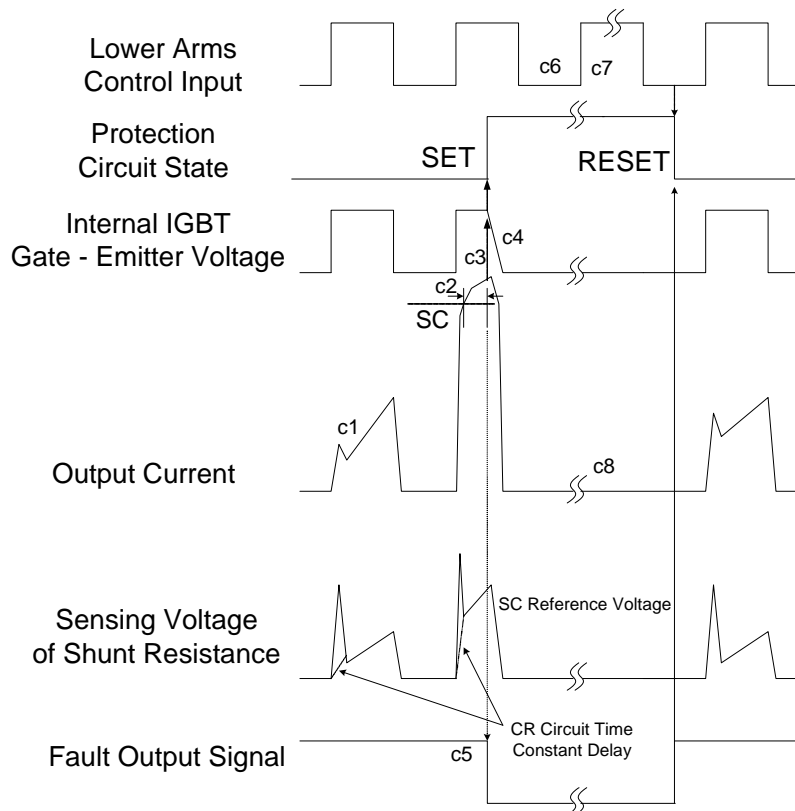 Lower Arms
Control Input
c6
c7
Protection
Circuit State
SET
RESET
Internal IGBT
Gate - Emitter Voltage
c4
c3
c2
SC
c1
Output Current
c8
Sensing Voltage
of Shunt Resistance
SC Reference Voltage
CR Circuit Time
Constant Delay
Fault Output Signal
c5